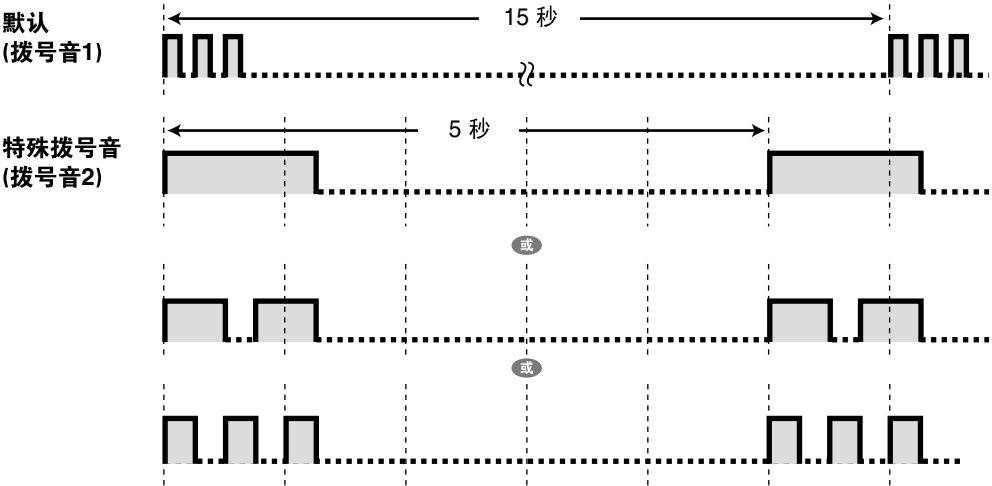 默认
(拨号音1)
15 秒
特殊拨号音
(拨号音2)
5 秒
或
或